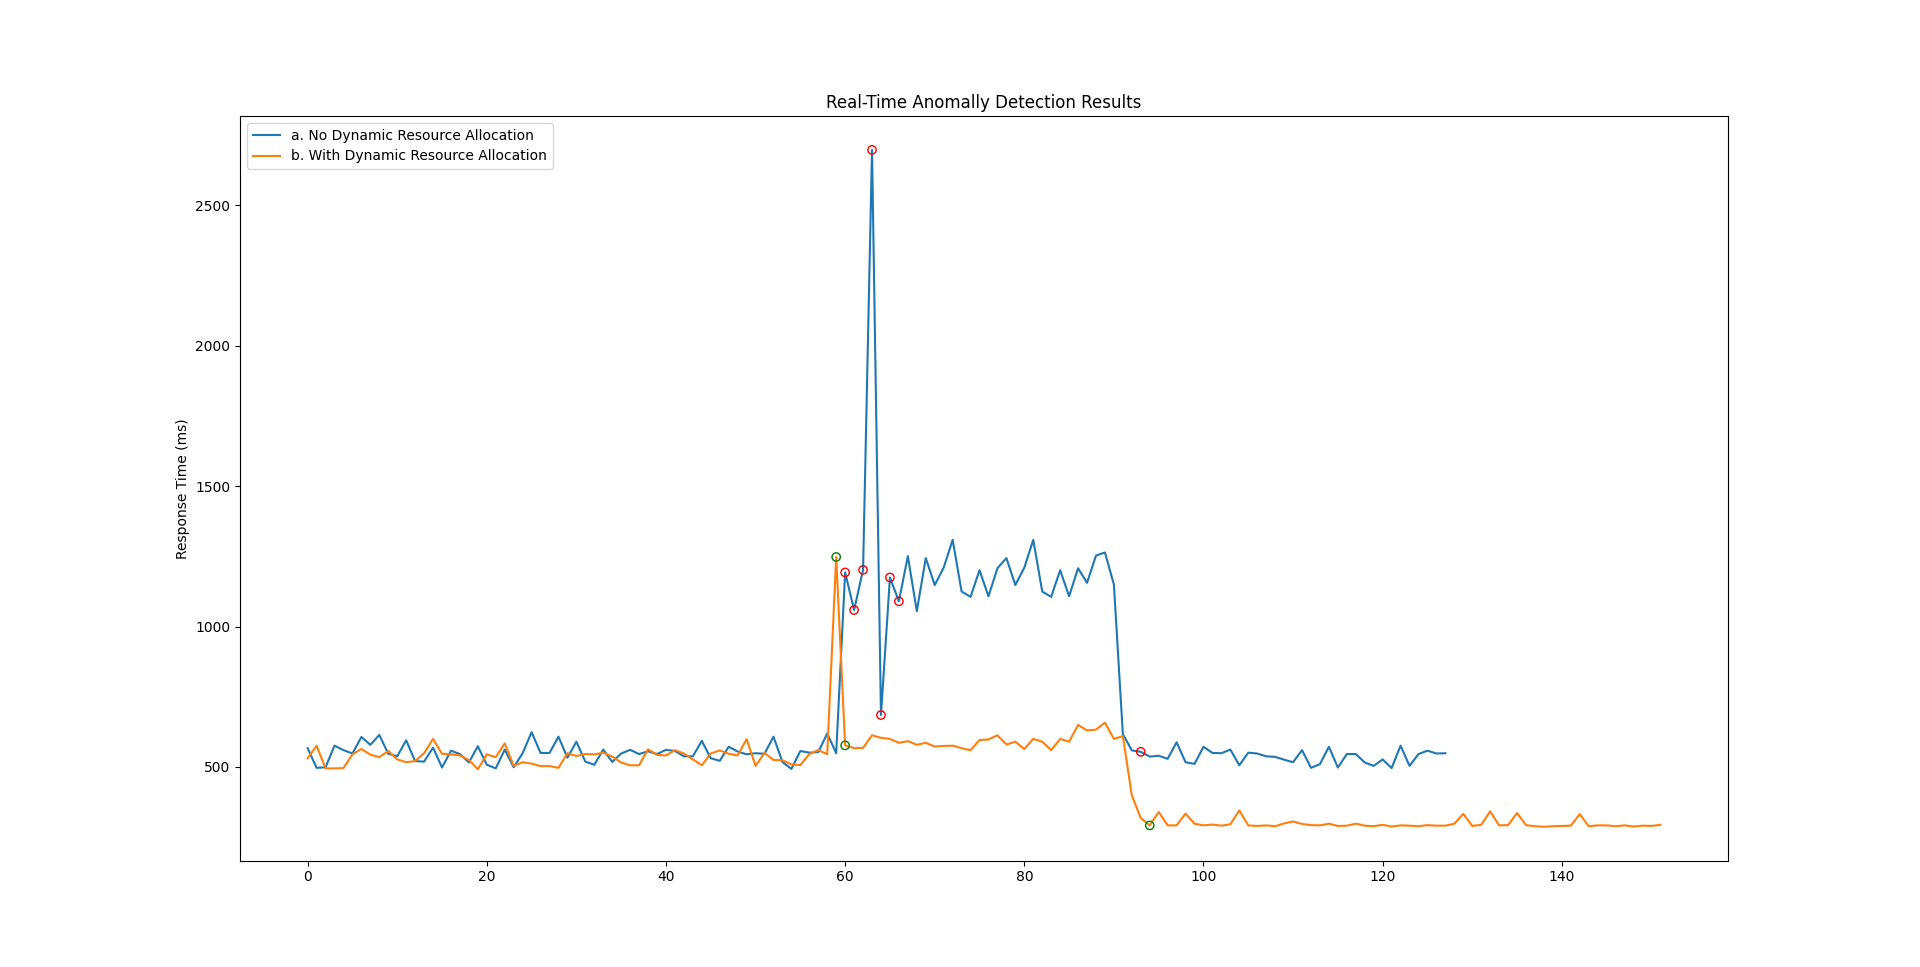 Real-Time Anomally Detection Results
a. No Dynamic Resource Allocation
b. With Dynamic Resource Allocation
Response Time (ms)
2500
2000
1500
1000
500
0 20 40 60 80 100 120 140